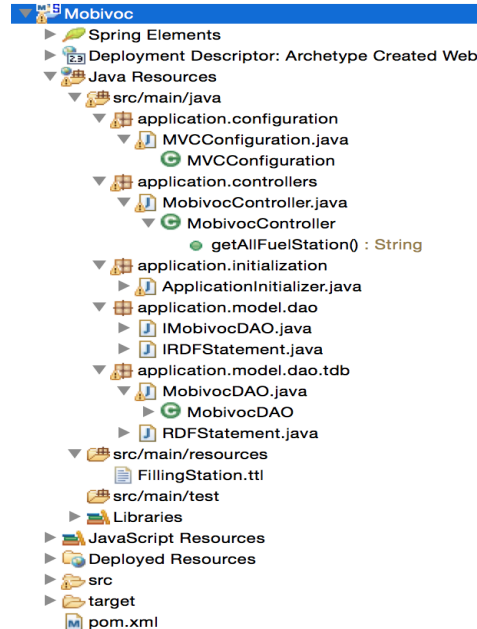 Mobivoc
Spring Elements
Deployment Descriptor: Archetype Created Web
Java Resources
src/main/java
application.configuration
MVCConfiguration.java
MVCConfiguration
application.controllers
MobivocController.java
MobivocController
getAllFuelStation() : String
application.initialization
ApplicationInitializer.java
application.model.dao
IMobivocDAO.java
IRDFStatement.java
application.model.dao.tdb
MobivocDAO.java
MobivocDAO
RDFStatement.java
src/main/resources
FillingStation.ttl
src/main/test
Libraries
JavaScript Resources
Deployed Resources
src
target
pom.xml